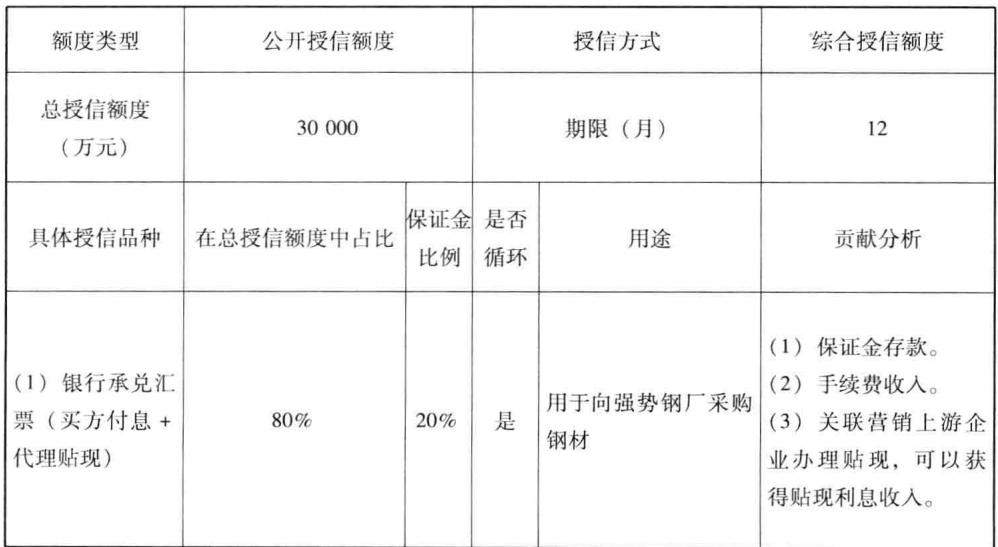 额度类型 公开授信额度 授信方式 综合授信额度
总授信额度
（万元） 30 000 期限（月） 12
具体授信品种 在总授信额度中占比 保证金
比例 是否
循环 用途 贡献分析
(1) 银行承兑汇
票（买方付息 +
代理贴现） 80% 20% 是 用于向强势钢厂采购
钢材 (1) 保证金存款。
(2) 手续费收入。
(3) 关联营销上游企
业办理贴现，可以获
得贴现利息收入。